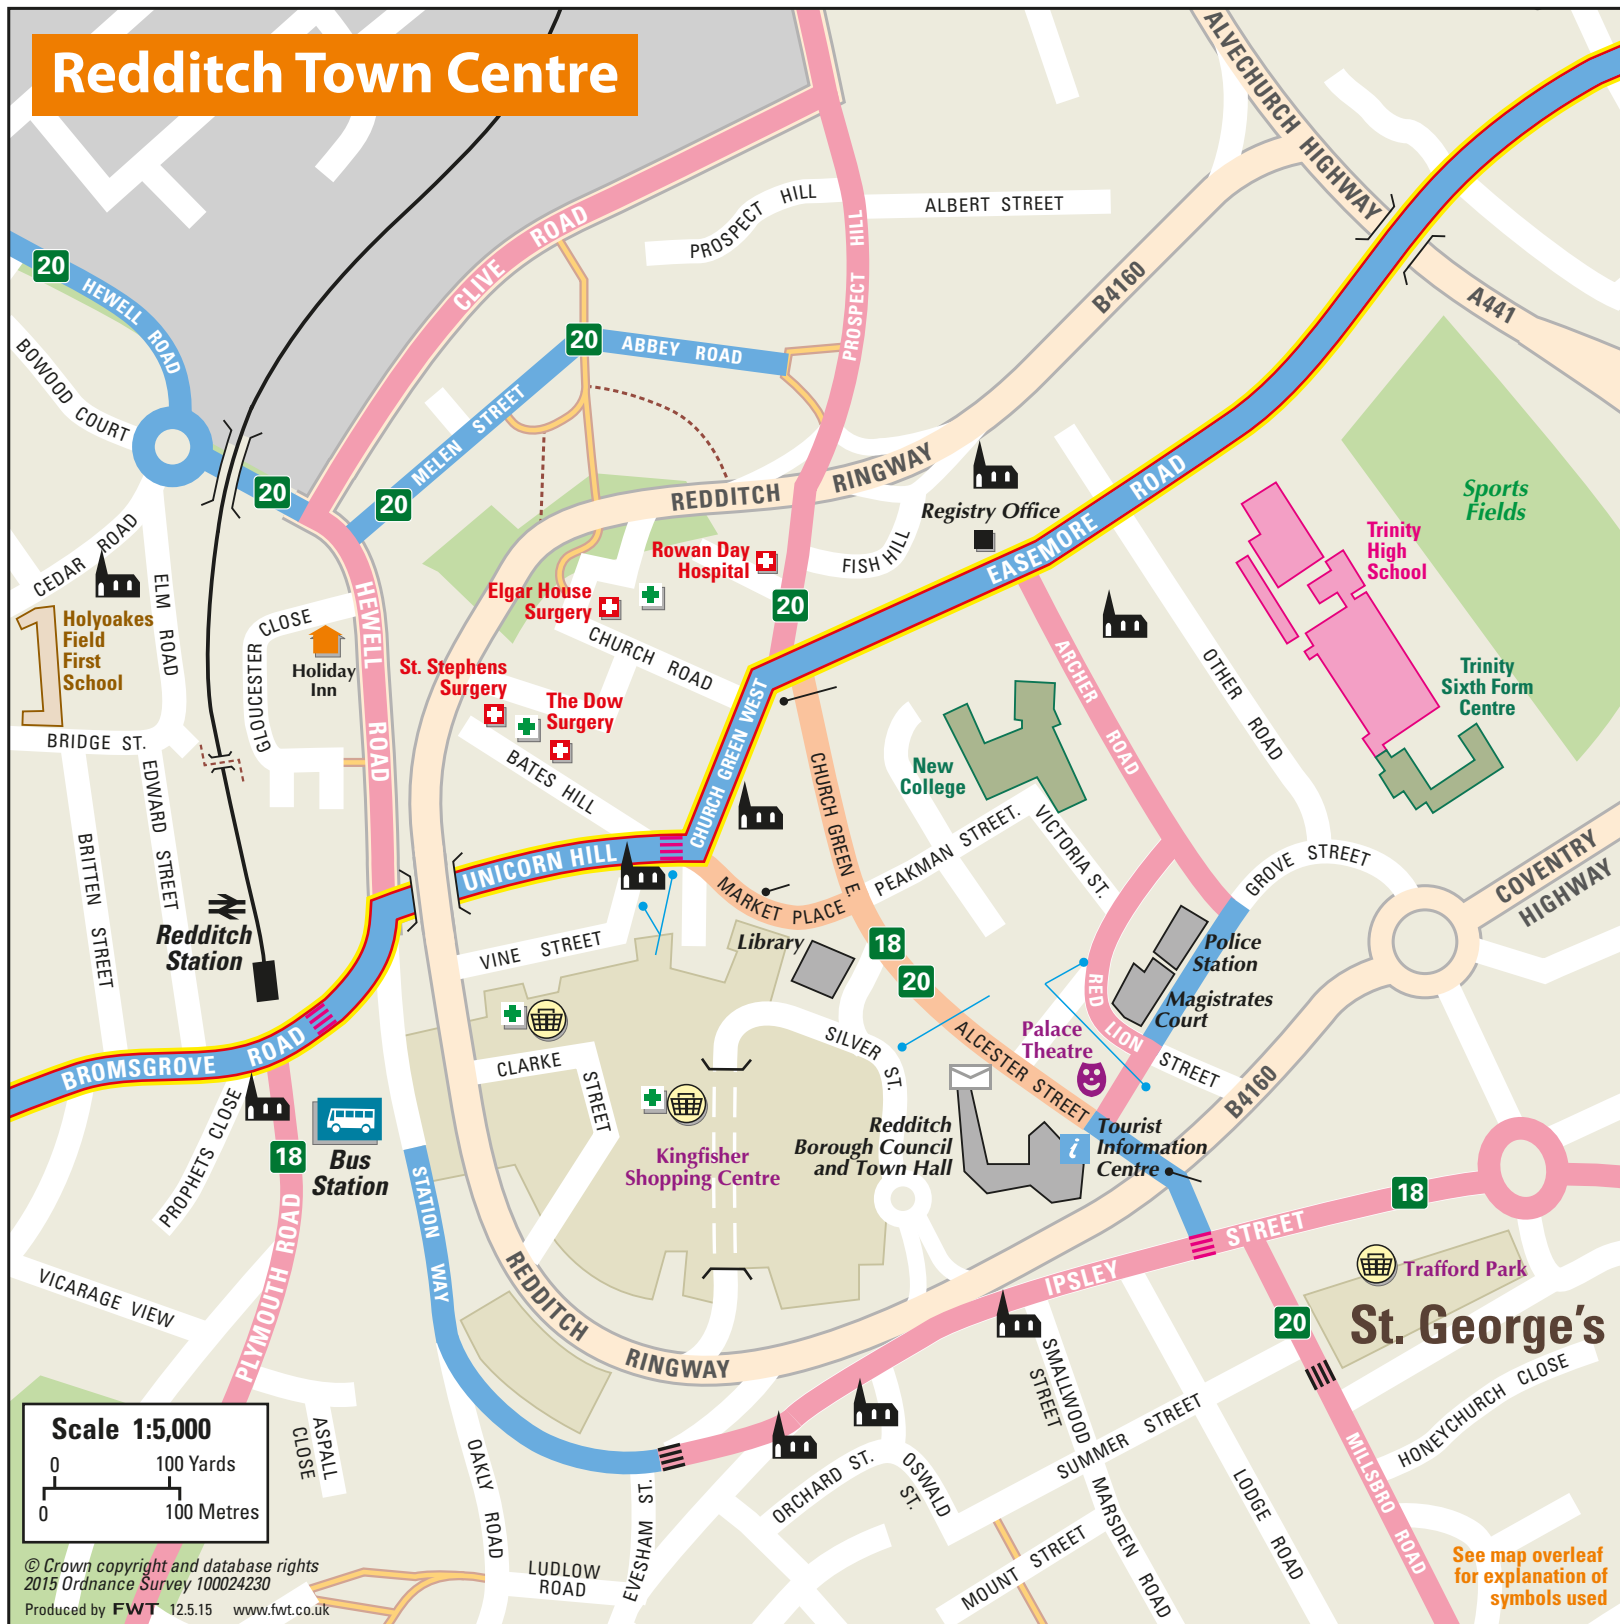 Redditch Town Centre
ALVECHURCH HIGHWAY
PROSPECT HILL
ALBERT STREET
PROSPECT HILL
CLIVE ROAD
B4160
A441
20
HEWELL ROAD
20
ABBEY ROAD
BOWOOD COURT
MELEN STREET
20
20
REDDITCH RINGWAY
Registry Office
EASEMORE ROAD
Sports
Fields
Trinity
High
School
CEDAR ROAD
ELM ROAD
Rowan Day
Hospital
FISH HILL
Elgar House
Surgery
20
HEWELL ROAD
Holyoakes
Field
First
School
GLOUCESTER CLOSE
Holiday
Inn
CHURCH ROAD
St. Stephens
Surgery
The Dow
Surgery
ARCHER ROAD
OTHER ROAD
Trinity
Sixth Form
Centre
BRIDGE ST.
EDWARD STREET
BATES HILL
CHURCH GREEN WEST
CHURCH GREEN E.
New
College
PEAKMAN STREET.
VICTORIA ST.
BRITTEN STREET
UNICORN HILL
MARKET PLACE
GROVE STREET
COVENTRY
HIGHWAY
Redditch
Station
VINE STREET
Library
18
20
Police
Station
Magistrates
Court
RED LION STREET
Palace
Theatre
SILVER ST.
ALCESTER STREET
CLARKE STREET
BROMSGROVE ROAD
B4160
PROPHETS CLOSE
18
Bus
Station
Kingfisher
Shopping Centre
Redditch
Borough Council
and Town Hall
i
Tourist
Information
Centre
STATION WAY
PLYMOUTH ROAD
18
IPSLEY STREET
VICARAGE VIEW
REDDITCH RINGWAY
Trafford Park
20
St. George's
SMALLWOOD STREET
SUMMER STREET
HONEYCHURCH CLOSE
MILLSBRO ROAD
ASPALL CLOSE
OAKLY ROAD
EVESHAM ST.
ORCHARD ST.
OSWALD ST.
MARSDEN ROAD
LODGE ROAD
MOUNT STREET
LUDLOW
ROAD
Scale 1:5,000
0 100 Yards
0 100 Metres
© Crown copyright and database rights
2015 Ordnance Survey 100024230
Produced by FWT 12.5.15 www.fwt.co.uk
See map overleaf
for explanation of
symbols used